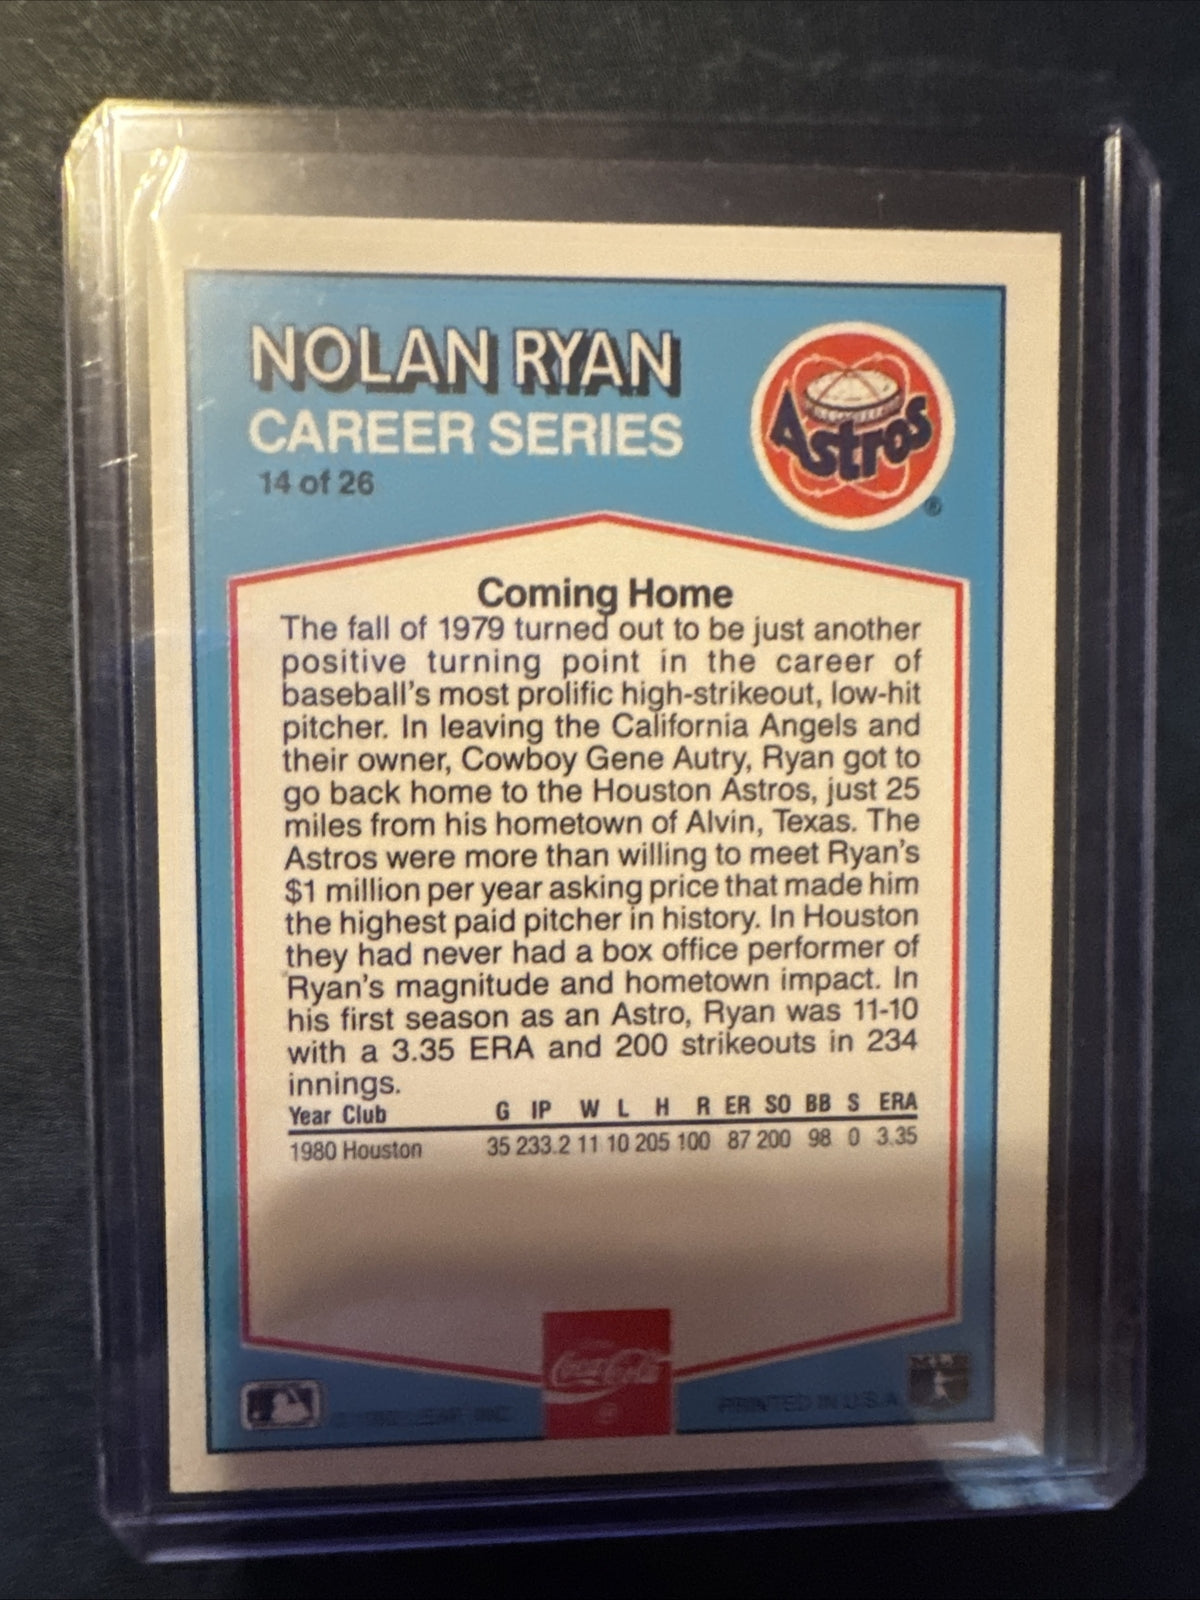 NOLAN RYAN
CAREER SERIES
14 of 26
Astros
®
Coming Home
The fall of 1979 turned out to be just another
positive turning point in the career of
baseball's most prolific high-strikeout, low-hit
pitcher. In leaving the California Angels and
their owner, Cowboy Gene Autry, Ryan got to
go back home to the Houston Astros, just 25
miles from his hometown of Alvin, Texas. The
Astros were more than willing to meet Ryan's
$1 million per year asking price that made him
the highest paid pitcher in history. In Houston
they had never had a box office performer of
Ryan's magnitude and hometown impact. In
his first season as an Astro, Ryan was 11-10
with a 3.35 ERA and 200 strikeouts in 234
innings.
Year Club G IP W L H R ER SO BB S ERA
1980 Houston 35 233.2 11 10 205 100 87 200 98 0 3.35
Coca-Cola
LEAF, INC.
PRINTED IN U.S.A.